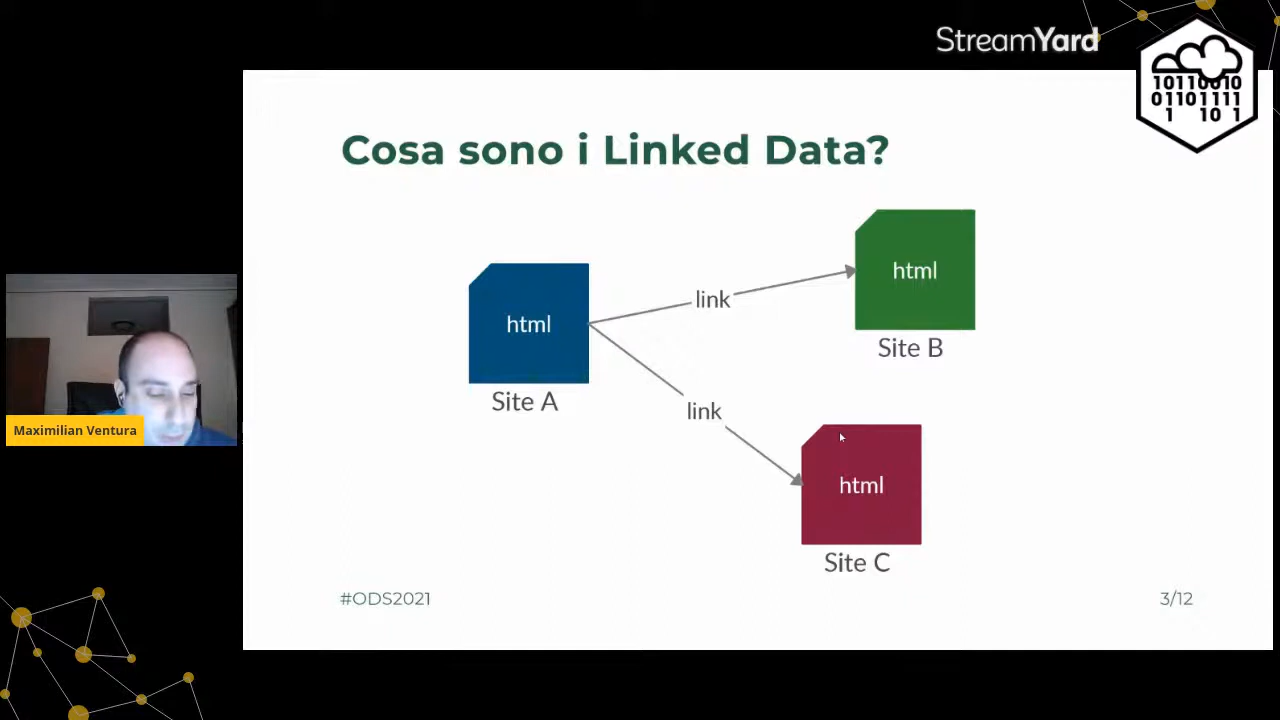 StreamYard
10110010
01101111
1 10 1
Cosa sono i Linked Data?
html
Site A
link
link
html
Site B
html
Site C
Maximilian Ventura
#ODS2021
3/12